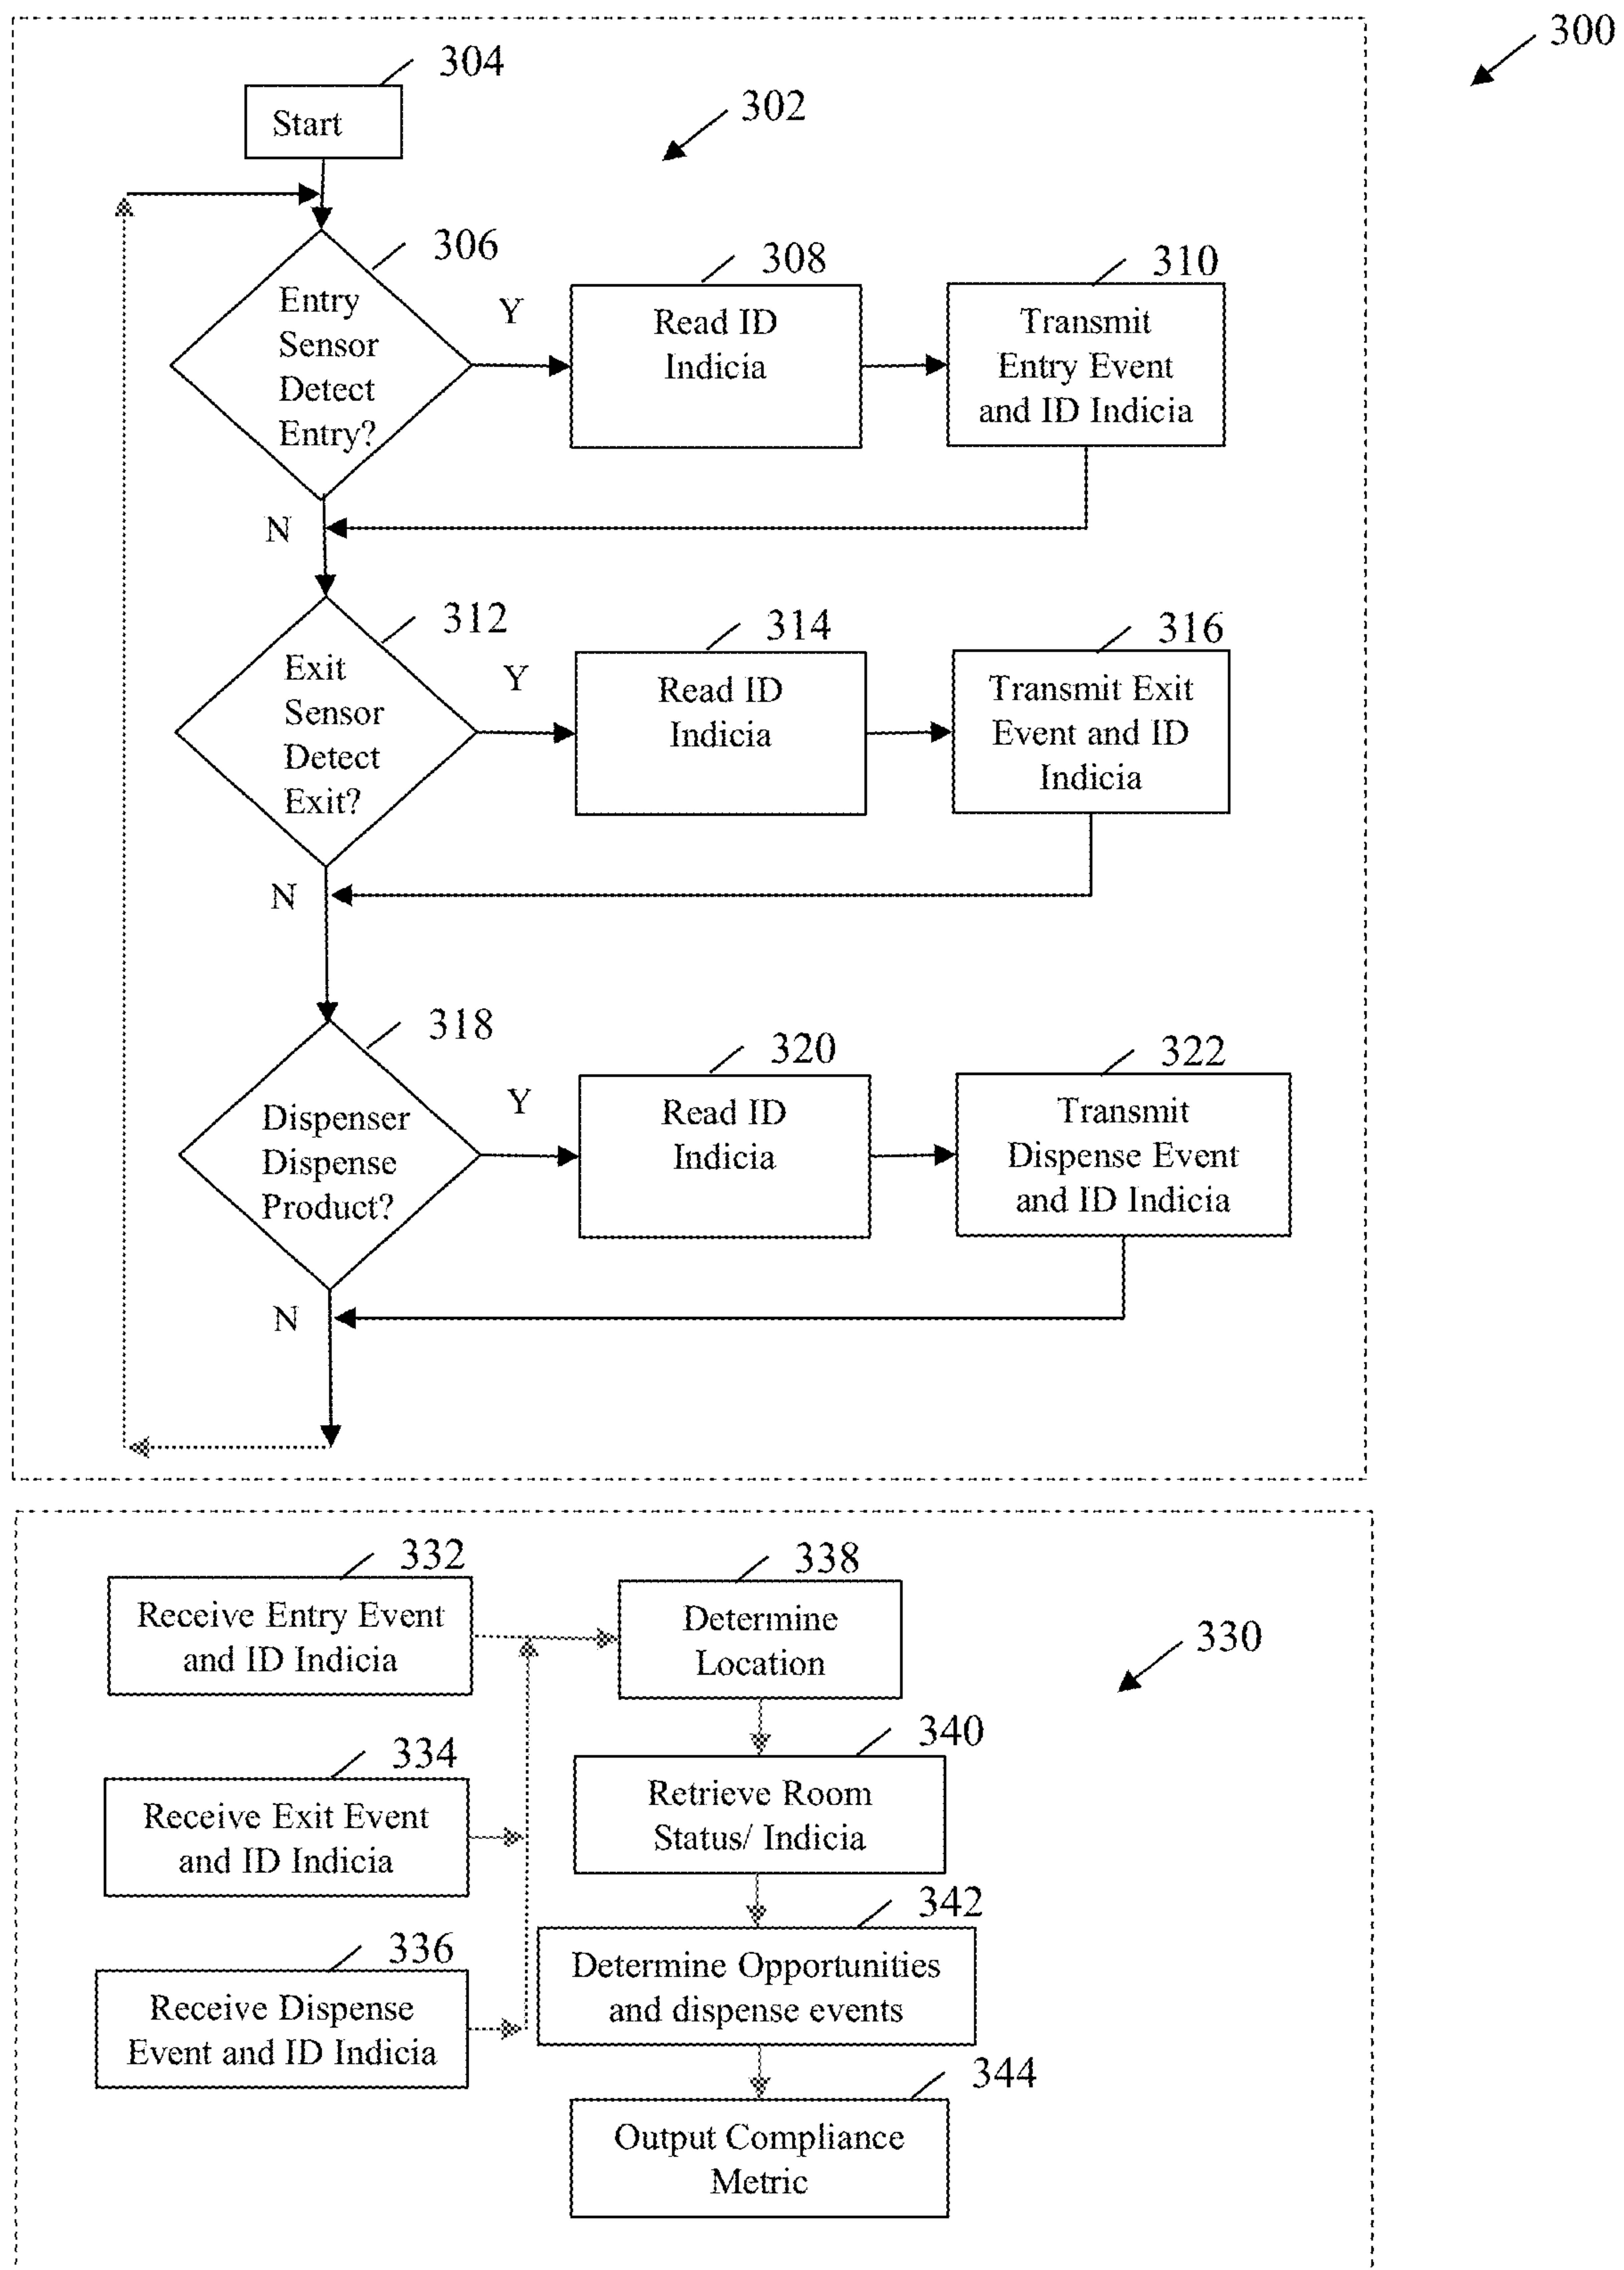 300
304
Start
302
306
Entry
Sensor
Detect
Entry?
Y
308
Read ID
Indicia
310
Transmit
Entry Event
and ID Indicia
N
312
Exit
Sensor
Detect
Exit?
Y
314
Read ID
Indicia
316
Transmit Exit
Event and ID
Indicia
N
318
Dispenser
Dispense
Product?
Y
320
Read ID
Indicia
322
Transmit
Dispense Event
and ID Indicia
N
332
Receive Entry Event
and ID Indicia
338
Determine
Location
330
334
Receive Exit Event
and ID Indicia
340
Retrieve Room
Status/ Indicia
336
Receive Dispense
Event and ID Indicia
342
Determine Opportunities
and dispense events
344
Output Compliance
Metric